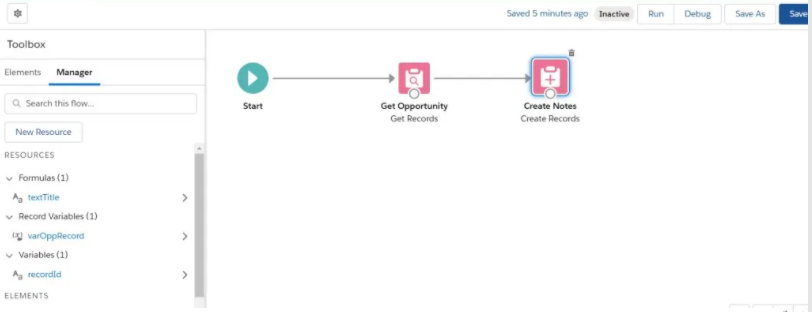 Saved 5 minutes ago Inactive Run Debug Save As Save
Toolbox
Elements Manager
Search this flow...
New Resource
RESOURCES
Formulas (1)
textTitle
Record Variables (1)
varOppRecord
Variables (1)
recordId
ELEMENTS
Start
Get Opportunity
Get Records
Create Notes
Create Records